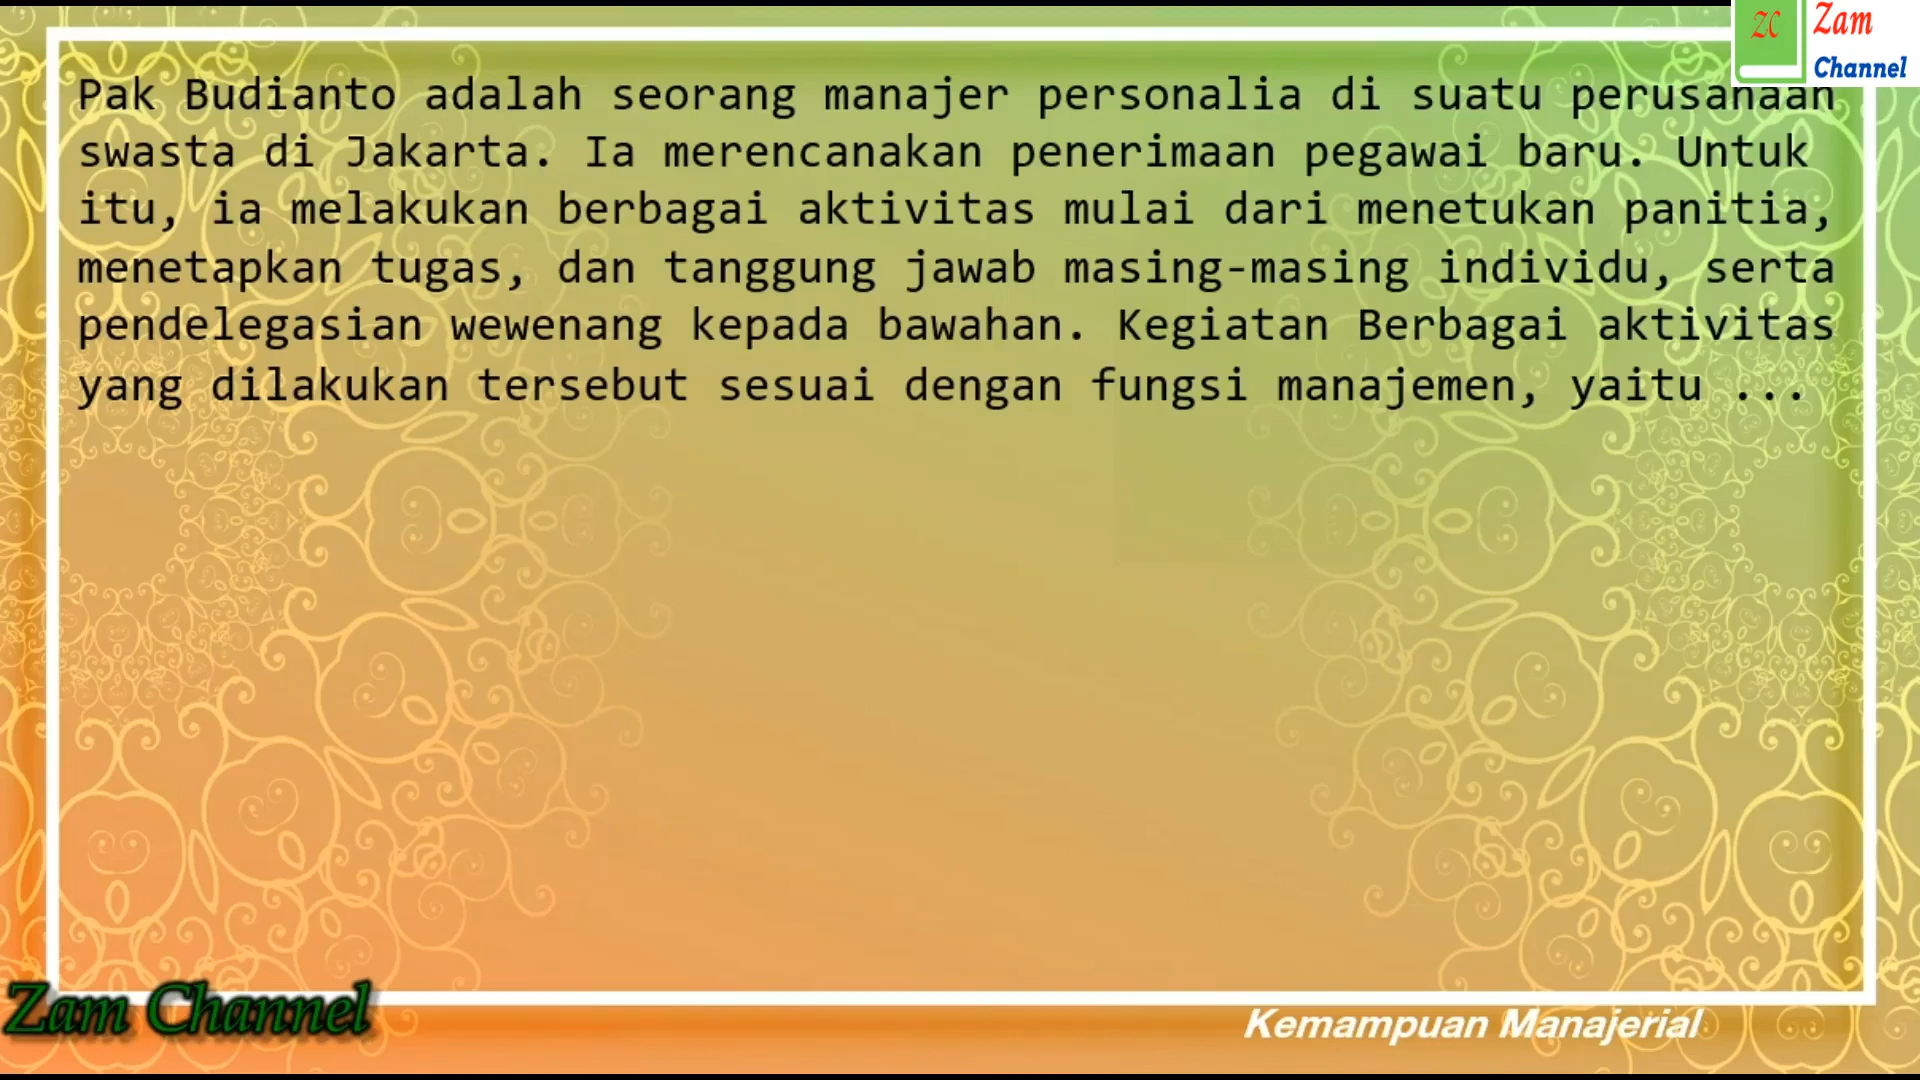 ZC Zam
Channel
Pak Budianto adalah seorang manajer personalia di suatu perusahaan
swasta di Jakarta. Ia merencanakan penerimaan pegawai baru. Untuk
itu, ia melakukan berbagai aktivitas mulai dari menetukan panitia,
menetapkan tugas, dan tanggung jawab masing-masing individu, serta
pendelegasian wewenang kepada bawahan. Kegiatan Berbagai aktivitas
yang dilakukan tersebut sesuai dengan fungsi manajemen, yaitu ...
Zam Channel
Kemampuan Manajerial